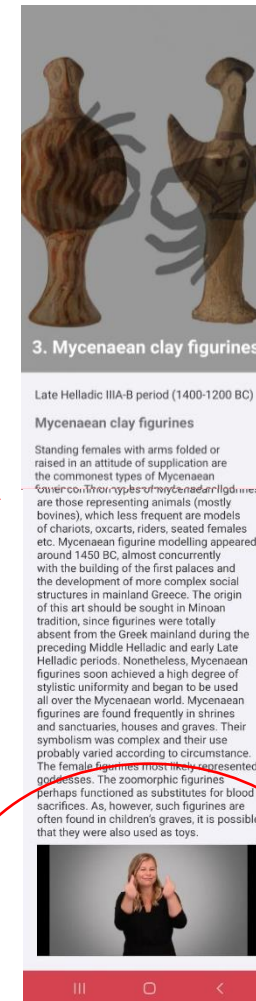 3. Mycenaean clay figurines
Late Helladic IIIA-B period (1400-1200 BC)
Mycenaean clay figurines
Standing females with arms folded or
raised in an attitude of supplication are
the commonest types of Mycenaean
are those representing animals (mostly
bovines), which less frequent are models
of chariots, oxcarts, riders, seated females
etc. Mycenaean figurine modelling appeared
around 1450 BC, almost concurrently
with the building of the first palaces and
the development of more complex social
structures in mainland Greece. The origin
of this art should be sought in Minoan
tradition, since figurines were totally
absent from the Greek mainland during the
preceding Middle Helladic and early Late
Helladic periods. Nonetheless, Mycenaean
figurines soon achieved a high degree of
stylistic uniformity and began to be used
all over the Mycenaean world. Mycenaean
figurines are found frequently in shrines
and sanctuaries, houses and graves. Their
symbolism was complex and their use
probably varied according to circumstance.
The female figurines most likely represented
goddesses. The zoomorphic figurines
perhaps functioned as substitutes for blood
sacrifices. As, however, such figurines are
often found in children's graves, it is possible
that they were also used as toys.